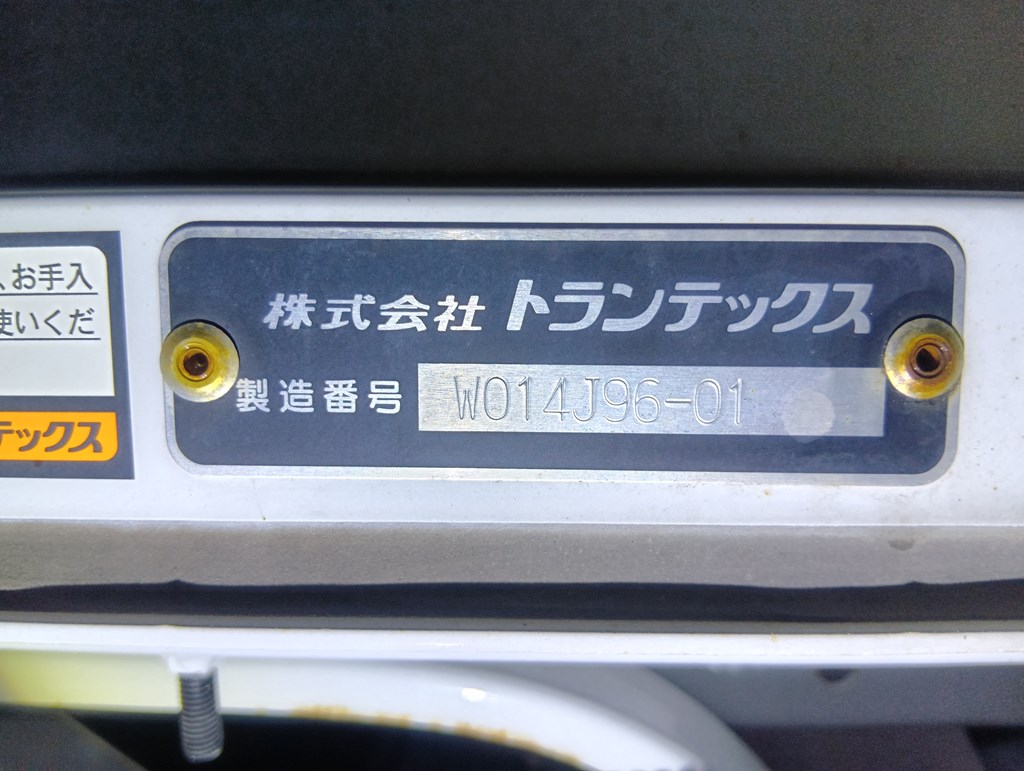 、お手入
使いくだ
テックス
株式会社 トランテックス
製造番号 W014J96-01